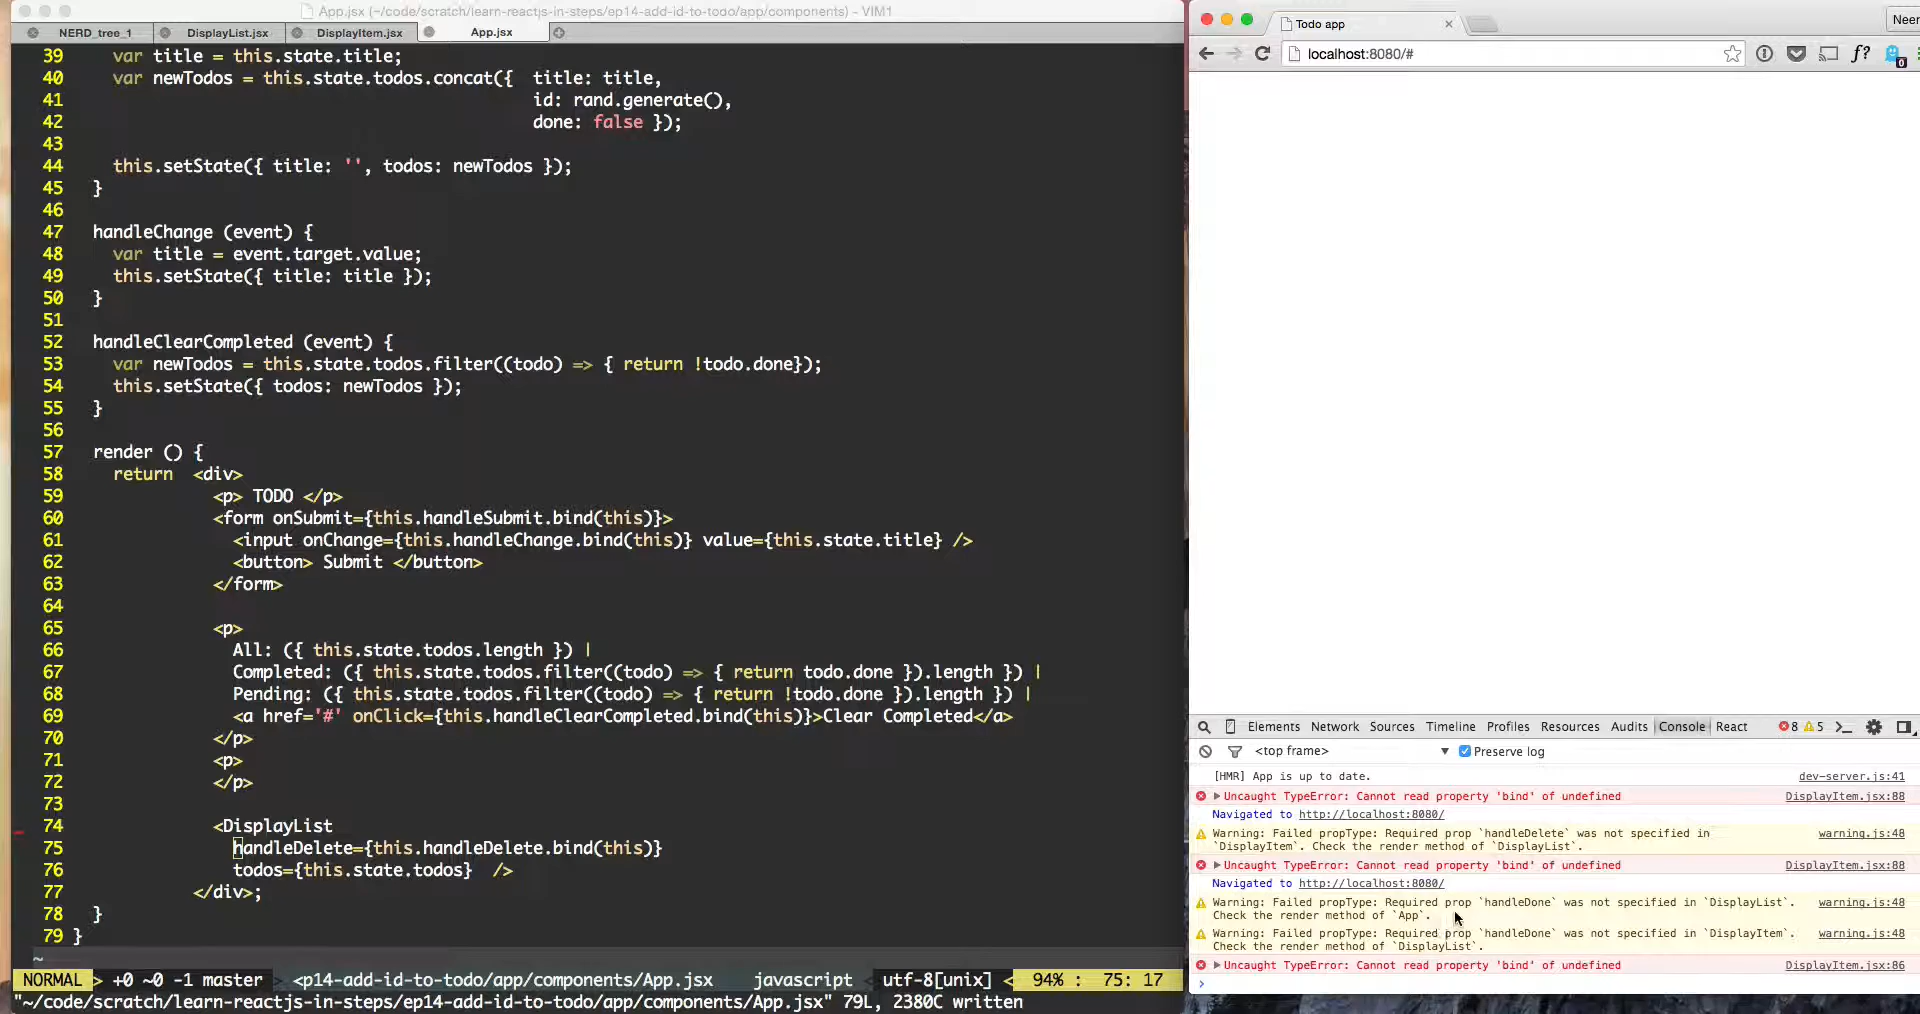 App.jsx (~/code/scratch/learn-reactjs-in-steps/ep14-add-id-to-todo/app/components) - VIM1
NERD_tree_1 DisplayList.jsx DisplayItem.jsx App.jsx
39 var title = this.state.title;
40 var newTodos = this.state.todos.concat({ title: title,
41 id: rand.generate(),
42 done: false });
43
44 this.setState({ title: '', todos: newTodos });
45 }
46
47 handleChange (event) {
48 var title = event.target.value;
49 this.setState({ title: title });
50 }
51
52 handleClearCompleted (event) {
53 var newTodos = this.state.todos.filter((todo) => { return !todo.done});
54 this.setState({ todos: newTodos });
55 }
56
57 render () {
58 return <div>
59 <p> TODO </p>
60 <form onSubmit={this.handleSubmit.bind(this)}>
61 <input onChange={this.handleChange.bind(this)} value={this.state.title} />
62 <button> Submit </button>
63 </form>
64
65 <p>
66 All: ({ this.state.todos.length }) |
67 Completed: ({ this.state.todos.filter((todo) => { return todo.done }).length }) |
68 Pending: ({ this.state.todos.filter((todo) => { return !todo.done }).length }) |
69 <a href='#' onClick={this.handleClearCompleted.bind(this)}>Clear Completed</a>
70 </p>
71 <p>
72 </p>
73
74 <DisplayList
75 handleDelete={this.handleDelete.bind(this)}
76 todos={this.state.todos} />
77 </div>;
78 }
79 }
~
NORMAL > +0 ~0 -1 master > <p14-add-id-to-todo/app/components/App.jsx javascript < utf-8[unix] < 94% : 75: 17
"~/code/scratch/learn-reactjs-in-steps/ep14-add-id-to-todo/app/components/App.jsx" 79L, 2380C written
Todo app
Neer
localhost:8080/#
f?
0
Elements Network Sources Timeline Profiles Resources Audits Console React 8 5
<top frame> ▼ Preserve log
[HMR] App is up to date. dev-server.js:41
Uncaught TypeError: Cannot read property 'bind' of undefined DisplayItem.jsx:88
Navigated to http://localhost:8080/
Warning: Failed propType: Required prop `handleDelete` was not specified in warning.js:48
`DisplayItem`. Check the render method of `DisplayList`.
Uncaught TypeError: Cannot read property 'bind' of undefined DisplayItem.jsx:88
Navigated to http://localhost:8080/
Warning: Failed propType: Required prop `handleDone` was not specified in `DisplayList`. warning.js:48
Check the render method of `App`.
Warning: Failed propType: Required prop `handleDone` was not specified in `DisplayItem`. warning.js:48
Check the render method of `DisplayList`.
Uncaught TypeError: Cannot read property 'bind' of undefined DisplayItem.jsx:86
>